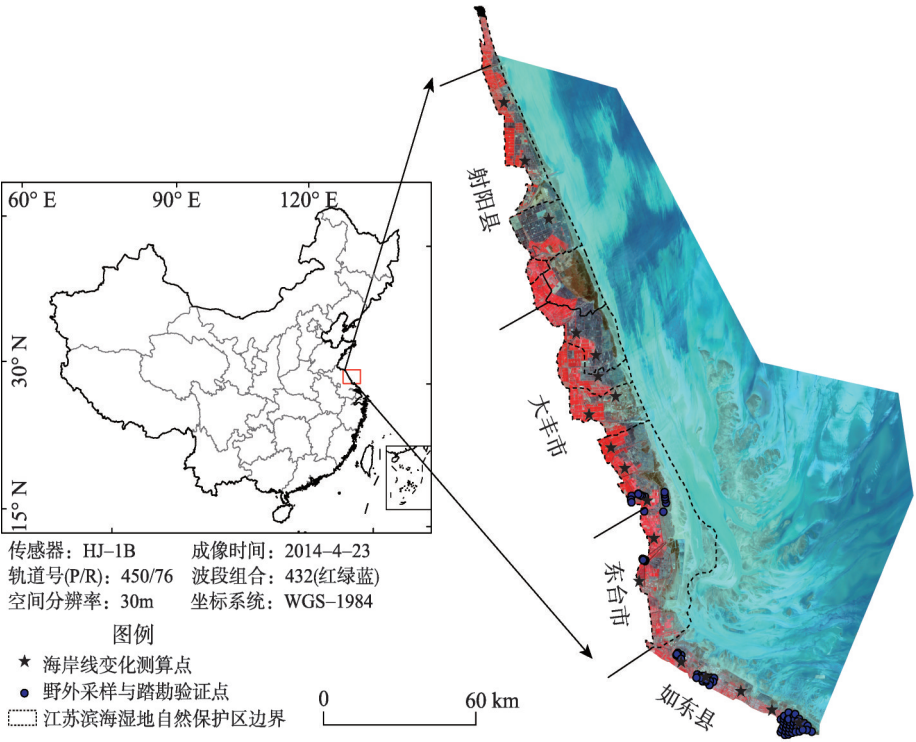 60° E
90° E
120° E
30° N
15° N
射阳县
大丰市
东台市
如东县
传感器：HJ–1B 成像时间：2014–4–23
轨道号(P/R)：450/76 波段组合：432(红绿蓝)
空间分辨率：30m 坐标系统：WGS–1984
图例
海岸线变化测算点
野外采样与踏勘验证点
江苏滨海湿地自然保护区边界
0 60 km